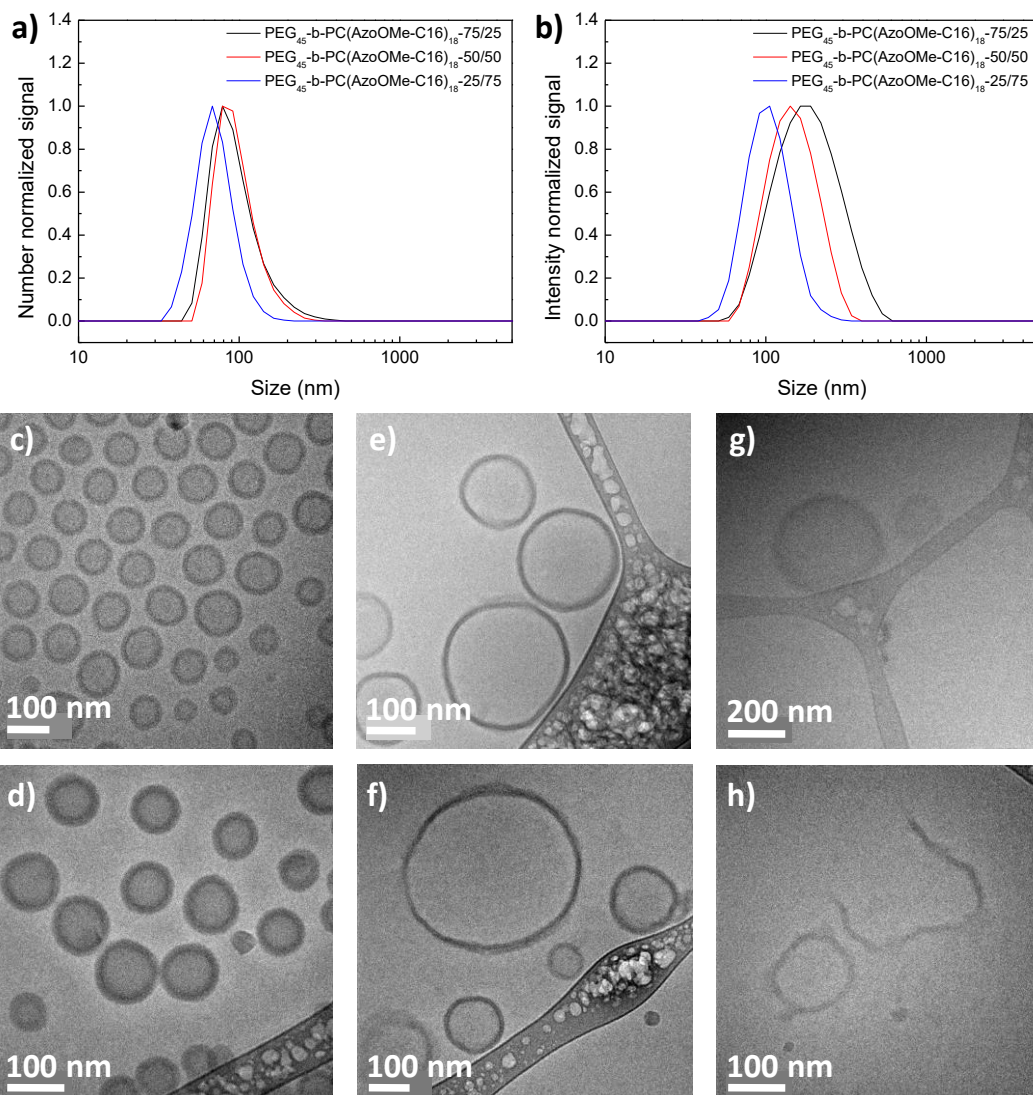 a)
1.4
1.2
1.0
0.8
0.6
0.4
0.2
0.0
Number normalized signal
PEG45-b-PC(AzoOMe-C16)18-75/25
PEG45-b-PC(AzoOMe-C16)18-50/50
PEG45-b-PC(AzoOMe-C16)18-25/75
10 100 1000
Size (nm)
b)
1.4
1.2
1.0
0.8
0.6
0.4
0.2
0.0
Intensity normalized signal
PEG45-b-PC(AzoOMe-C16)18-75/25
PEG45-b-PC(AzoOMe-C16)18-50/50
PEG45-b-PC(AzoOMe-C16)18-25/75
10 100 1000
Size (nm)
c)
100 nm
e)
100 nm
g)
200 nm
d)
100 nm
f)
100 nm
h)
100 nm